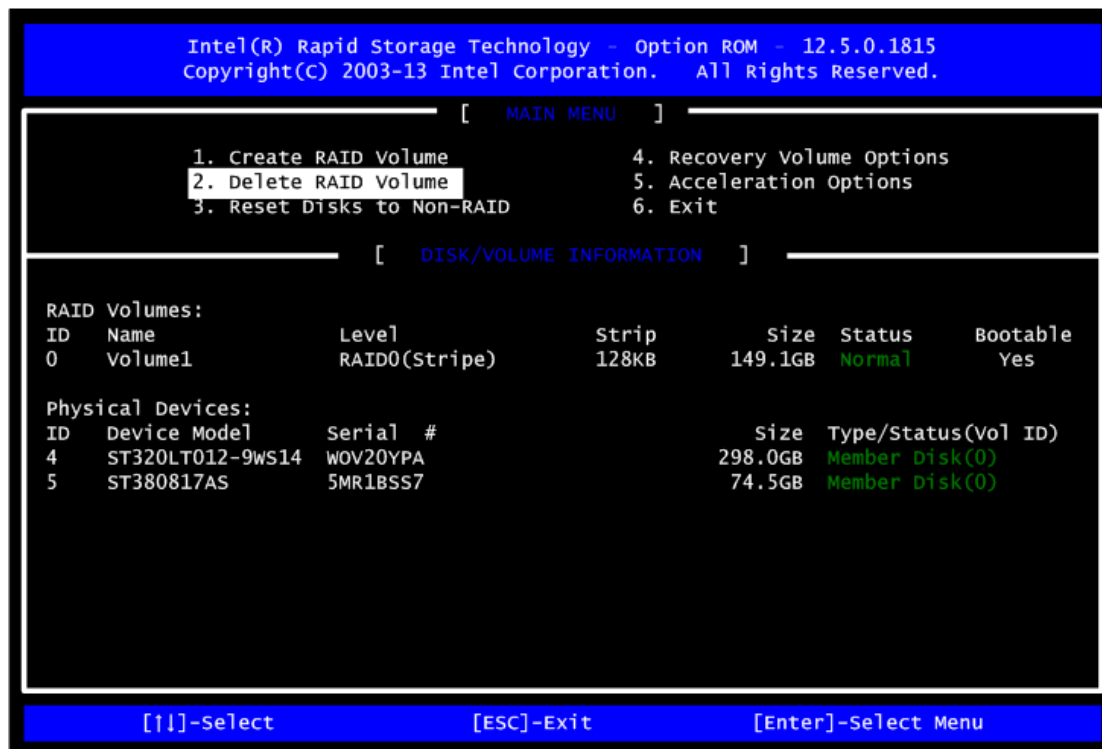 Intel(R) Rapid Storage Technology - Option ROM - 12.5.0.1815
Copyright(C) 2003-13 Intel Corporation. All Rights Reserved.
[ MAIN MENU ]
1. Create RAID Volume 4. Recovery Volume Options
2. Delete RAID Volume 5. Acceleration Options
3. Reset Disks to Non-RAID 6. Exit
[ DISK/VOLUME INFORMATION ]
RAID Volumes:
ID Name Level Strip Size Status Bootable
0 Volume1 RAID0(Stripe) 128KB 149.1GB Normal Yes
Physical Devices:
ID Device Model Serial # Size Type/Status(Vol ID)
4 ST320LT012-9WS14 WOV20YPA 298.0GB Member Disk(0)
5 ST380817AS 5MR1BSS7 74.5GB Member Disk(0)
[↑↓]-Select [ESC]-Exit [Enter]-Select Menu